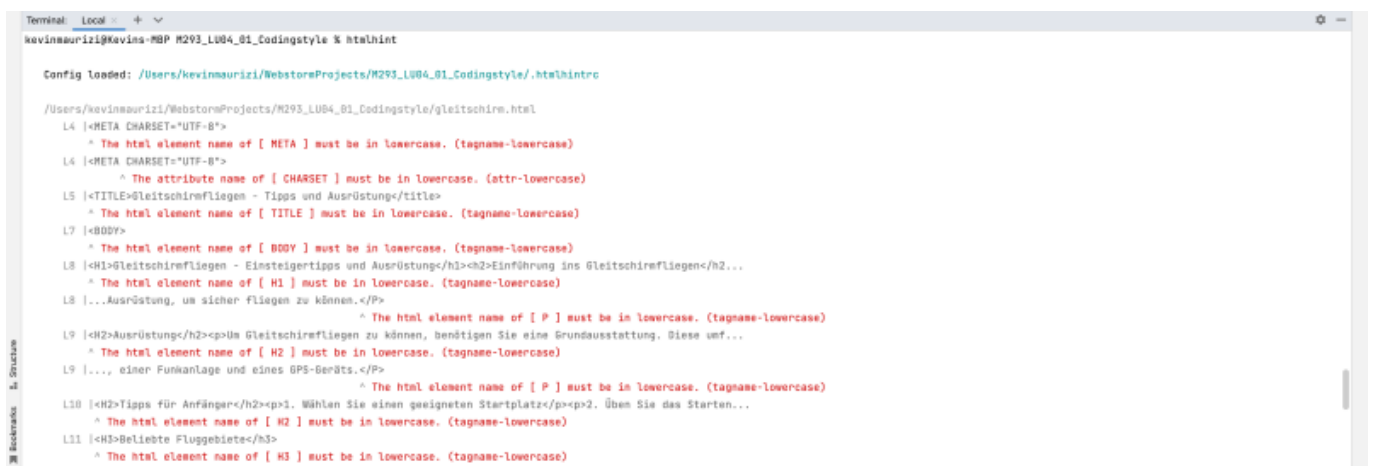 Terminal: Local × +
kevinmaurizi@Kevins-MBP M293_LU04_01_Codingstyle % htmlhint
Config loaded: /Users/kevinmaurizi/WebstormProjects/M293_LU04_01_Codingstyle/.htmlhintrc
/Users/kevinmaurizi/WebstormProjects/M293_LU04_01_Codingstyle/gleitschirm.html
L4 |<META CHARSET="UTF-8">
^ The html element name of [ META ] must be in lowercase. (tagname-lowercase)
L4 |<META CHARSET="UTF-8">
^ The attribute name of [ CHARSET ] must be in lowercase. (attr-lowercase)
L5 |<TITLE>Gleitschirmfliegen - Tipps und Ausrüstung</title>
^ The html element name of [ TITLE ] must be in lowercase. (tagname-lowercase)
L7 |<BODY>
^ The html element name of [ BODY ] must be in lowercase. (tagname-lowercase)
L8 |<H1>Gleitschirmfliegen - Einsteigertipps und Ausrüstung</h1><h2>Einführung ins Gleitschirmfliegen</h2...
^ The html element name of [ H1 ] must be in lowercase. (tagname-lowercase)
L8 |...Ausrüstung, um sicher fliegen zu können.</P>
^ The html element name of [ P ] must be in lowercase. (tagname-lowercase)
L9 |<H2>Ausrüstung</h2><p>Um Gleitschirmfliegen zu können, benötigen Sie eine Grundausstattung. Diese umf...
^ The html element name of [ H2 ] must be in lowercase. (tagname-lowercase)
L9 |..., einer Funkanlage und eines GPS-Geräts.</P>
^ The html element name of [ P ] must be in lowercase. (tagname-lowercase)
L10 |<H2>Tipps für Anfänger</h2><p>1. Wählen Sie einen geeigneten Startplatz</p><p>2. Üben Sie das Starten...
^ The html element name of [ H2 ] must be in lowercase. (tagname-lowercase)
L11 |<H3>Beliebte Fluggebiete</h3>
^ The html element name of [ H3 ] must be in lowercase. (tagname-lowercase)
Structure
Bookmarks